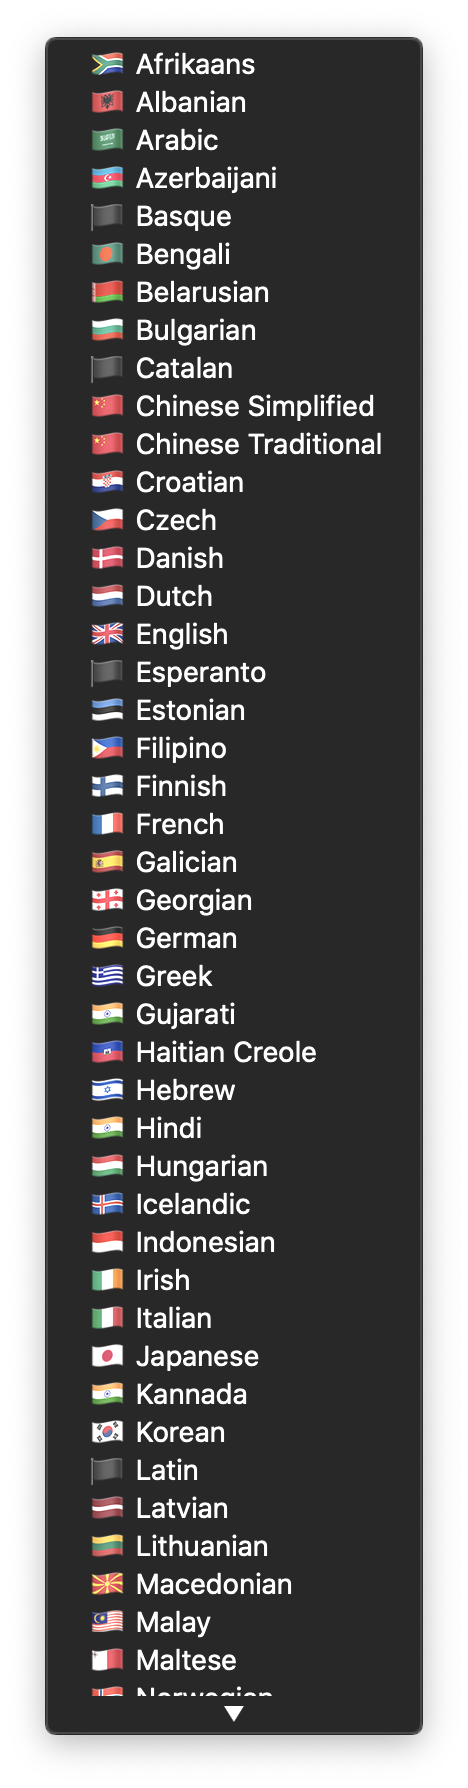 Afrikaans
Albanian
Arabic
Azerbaijani
Basque
Bengali
Belarusian
Bulgarian
Catalan
Chinese Simplified
Chinese Traditional
Croatian
Czech
Danish
Dutch
English
Esperanto
Estonian
Filipino
Finnish
French
Galician
Georgian
German
Greek
Gujarati
Haitian Creole
Hebrew
Hindi
Hungarian
Icelandic
Indonesian
Irish
Italian
Japanese
Kannada
Korean
Latin
Latvian
Lithuanian
Macedonian
Malay
Maltese
Norwegian